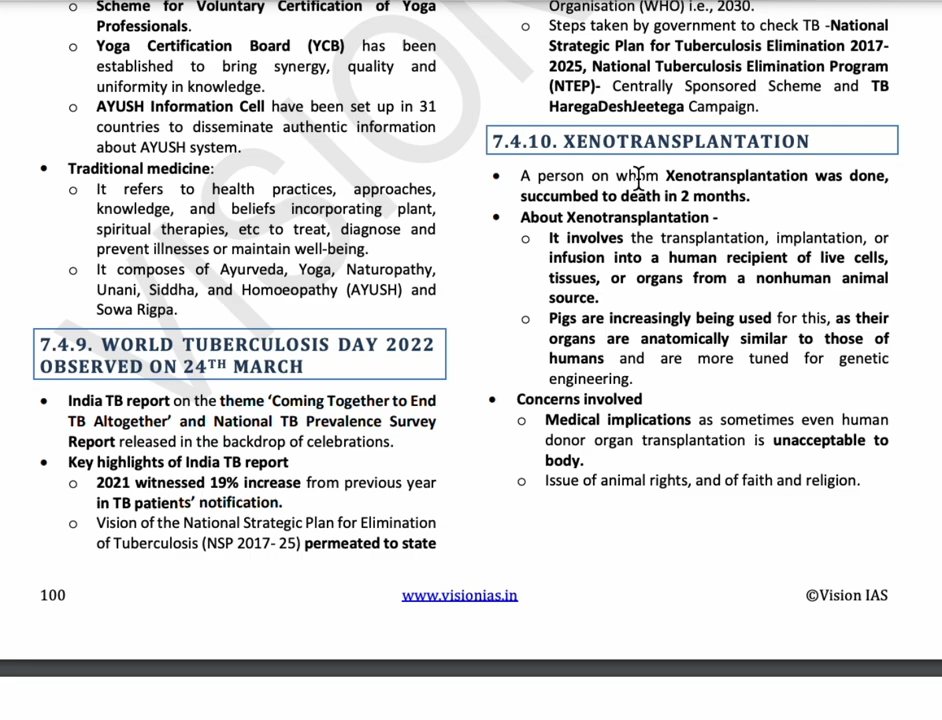 o Scheme for Voluntary Certification of Yoga
Professionals.
o Yoga Certification Board (YCB) has been
established to bring synergy, quality and
uniformity in knowledge.
o AYUSH Information Cell have been set up in 31
countries to disseminate authentic information
about AYUSH system.
• Traditional medicine:
o It refers to health practices, approaches,
knowledge, and beliefs incorporating plant,
spiritual therapies, etc to treat, diagnose and
prevent illnesses or maintain well-being.
o It composes of Ayurveda, Yoga, Naturopathy,
Unani, Siddha, and Homoeopathy (AYUSH) and
Sowa Rigpa.
7.4.9. WORLD TUBERCULOSIS DAY 2022
OBSERVED ON 24TH MARCH
• India TB report on the theme ‘Coming Together to End
TB Altogether’ and National TB Prevalence Survey
Report released in the backdrop of celebrations.
• Key highlights of India TB report
o 2021 witnessed 19% increase from previous year
in TB patients’ notification.
o Vision of the National Strategic Plan for Elimination
of Tuberculosis (NSP 2017- 25) permeated to state
Organisation (WHO) i.e., 2030.
o Steps taken by government to check TB -National
Strategic Plan for Tuberculosis Elimination 2017-
2025, National Tuberculosis Elimination Program
(NTEP)- Centrally Sponsored Scheme and TB
HaregaDeshJeetega Campaign.
7.4.10. XENOTRANSPLANTATION
• A person on whom Xenotransplantation was done,
succumbed to death in 2 months.
• About Xenotransplantation -
o It involves the transplantation, implantation, or
infusion into a human recipient of live cells,
tissues, or organs from a nonhuman animal
source.
o Pigs are increasingly being used for this, as their
organs are anatomically similar to those of
humans and are more tuned for genetic
engineering.
• Concerns involved
o Medical implications as sometimes even human
donor organ transplantation is unacceptable to
body.
o Issue of animal rights, and of faith and religion.
100
www.visionias.in
©Vision IAS
VISION